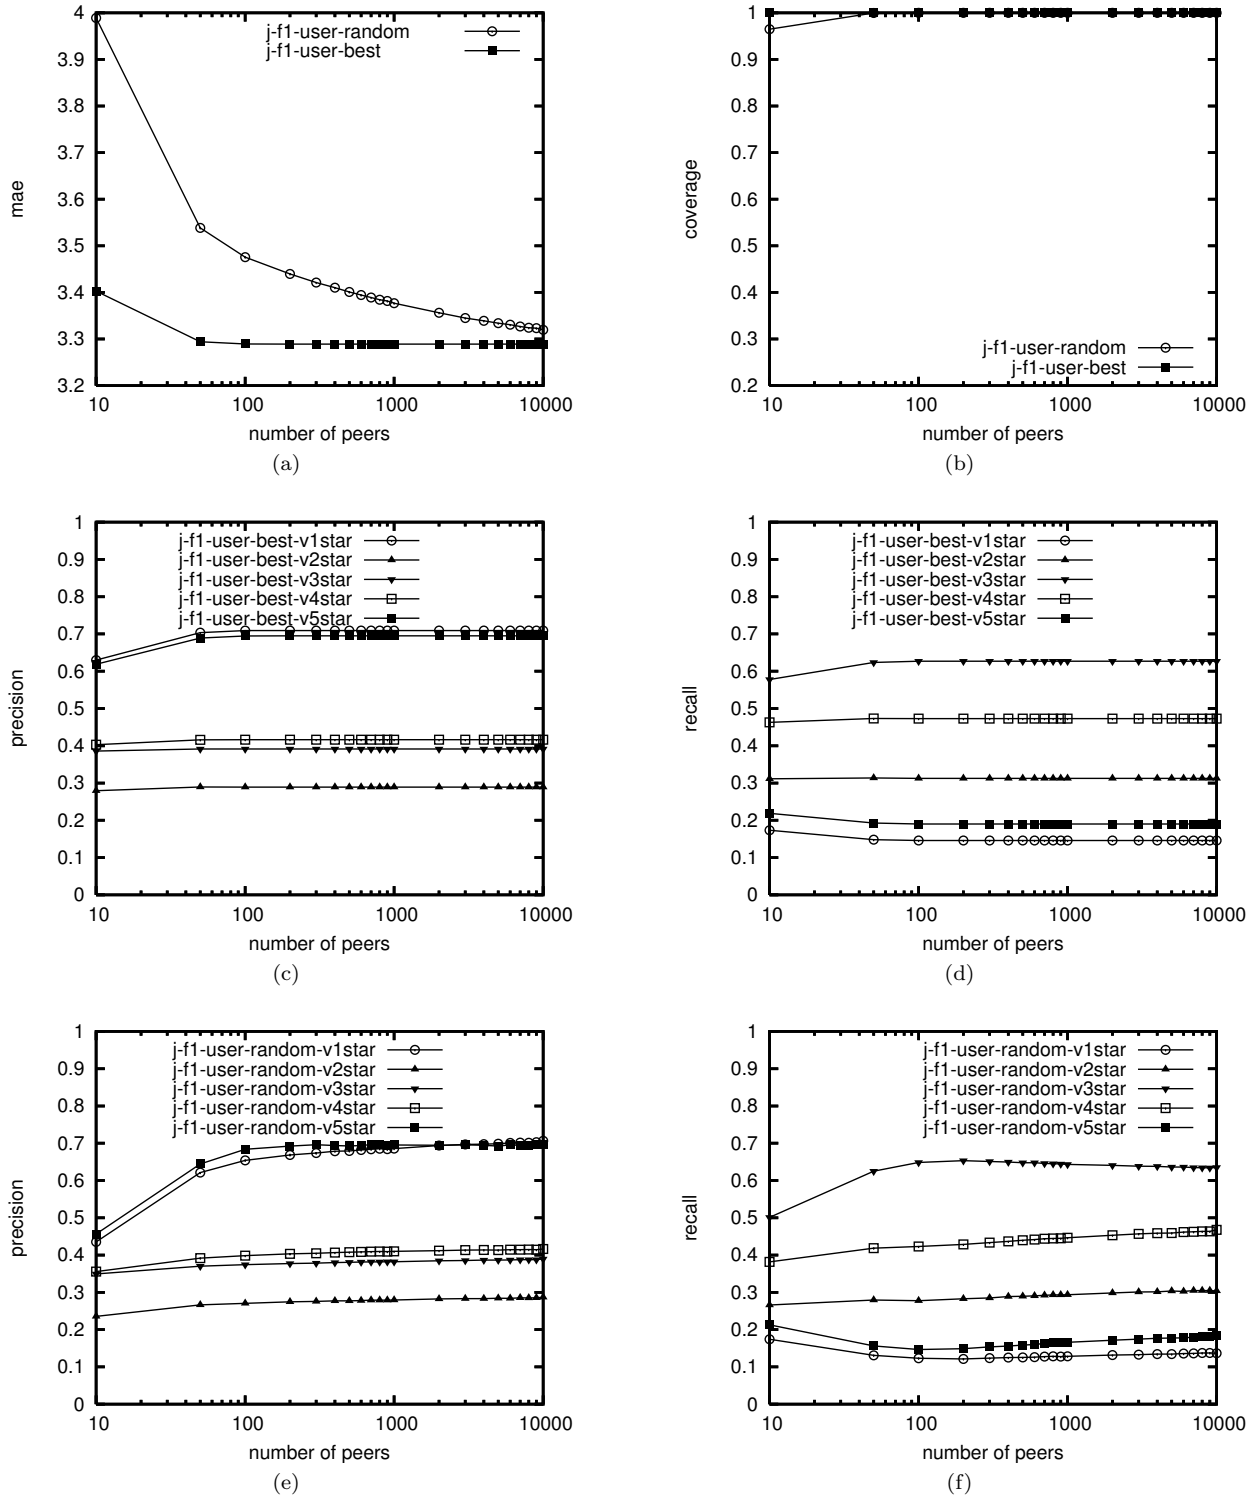 4
3.9
3.8
3.7
3.6
3.5
3.4
3.3
3.2
mae
10
100
1000
10000
number of peers
j-f1-user-random
j-f1-user-best
(a)
1
0.9
0.8
0.7
0.6
0.5
0.4
0.3
0.2
coverage
10
100
1000
10000
number of peers
j-f1-user-random
j-f1-user-best
(b)
1
0.9
0.8
0.7
0.6
0.5
0.4
0.3
0.2
0.1
0
precision
10
100
1000
10000
number of peers
j-f1-user-best-v1star
j-f1-user-best-v2star
j-f1-user-best-v3star
j-f1-user-best-v4star
j-f1-user-best-v5star
(c)
1
0.9
0.8
0.7
0.6
0.5
0.4
0.3
0.2
0.1
0
recall
10
100
1000
10000
number of peers
j-f1-user-best-v1star
j-f1-user-best-v2star
j-f1-user-best-v3star
j-f1-user-best-v4star
j-f1-user-best-v5star
(d)
1
0.9
0.8
0.7
0.6
0.5
0.4
0.3
0.2
0.1
0
precision
10
100
1000
10000
number of peers
j-f1-user-random-v1star
j-f1-user-random-v2star
j-f1-user-random-v3star
j-f1-user-random-v4star
j-f1-user-random-v5star
(e)
1
0.9
0.8
0.7
0.6
0.5
0.4
0.3
0.2
0.1
0
recall
10
100
1000
10000
number of peers
j-f1-user-random-v1star
j-f1-user-random-v2star
j-f1-user-random-v3star
j-f1-user-random-v4star
j-f1-user-random-v5star
(f)